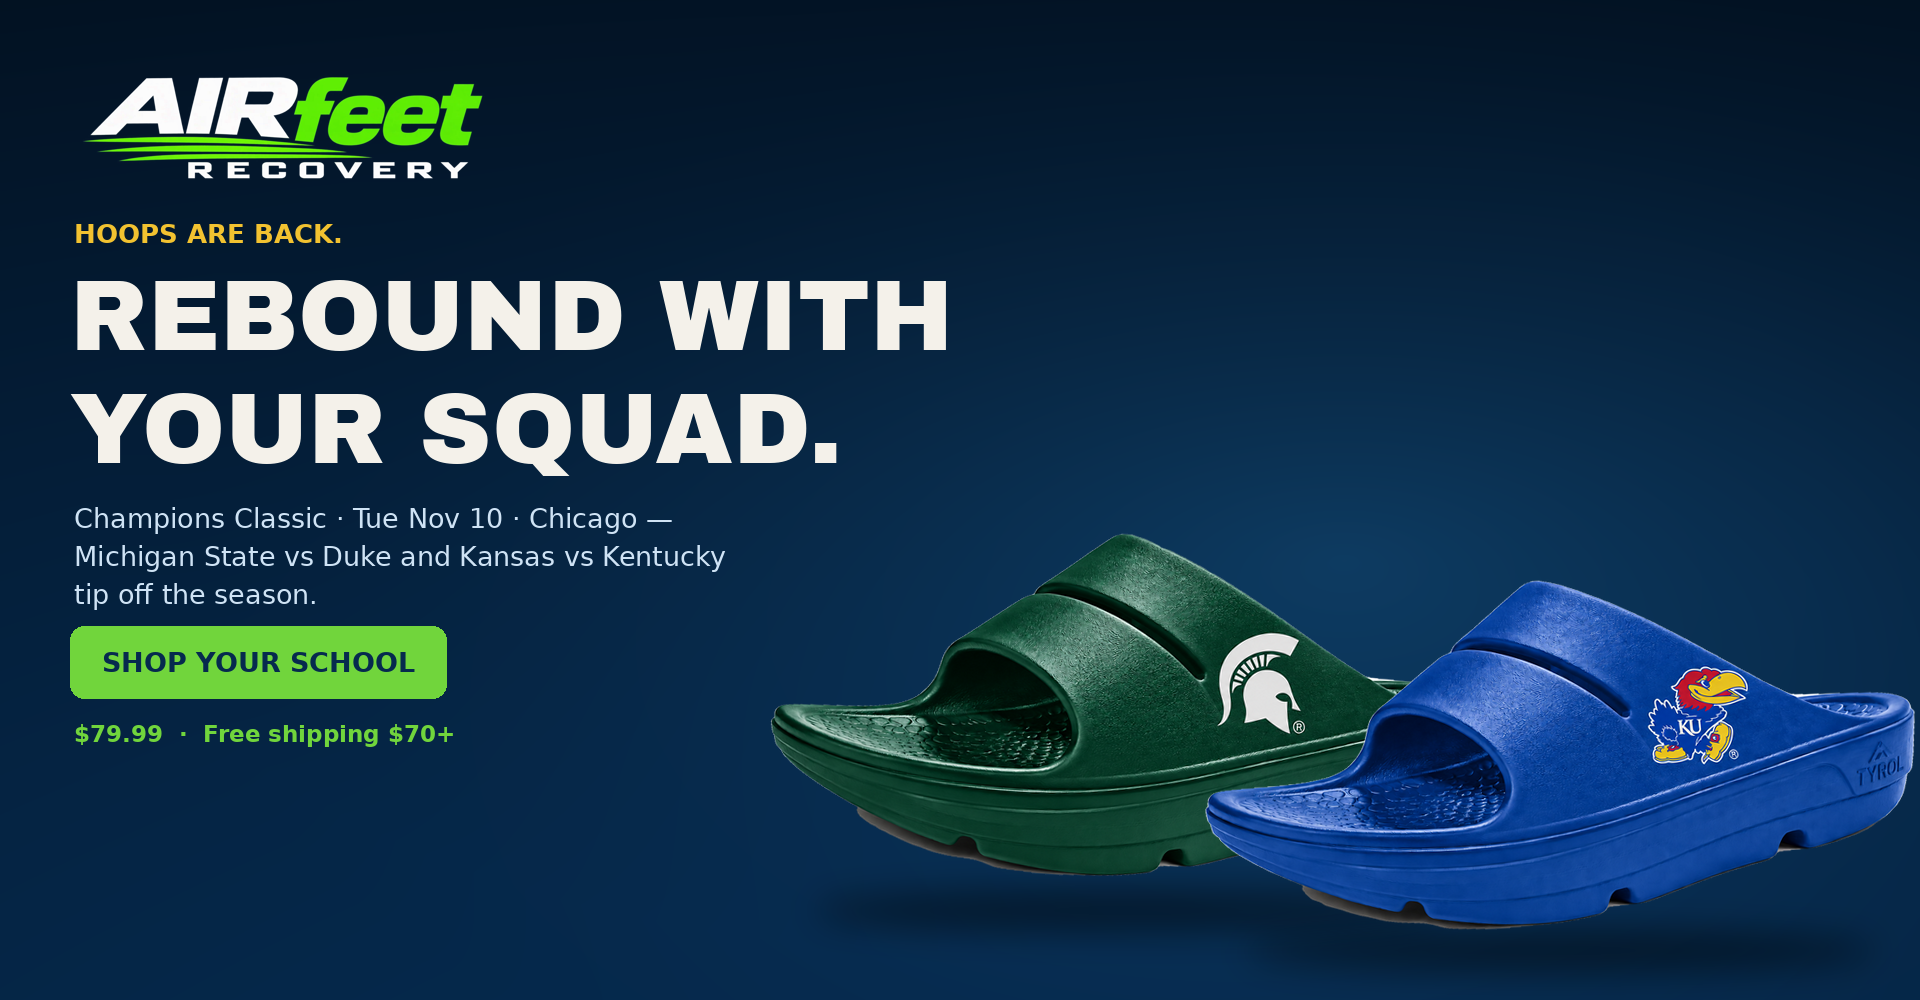 AIRfeet
RECOVERY
HOOPS ARE BACK.
REBOUND WITH
YOUR SQUAD.
Champions Classic · Tue Nov 10 · Chicago —
Michigan State vs Duke and Kansas vs Kentucky
tip off the season.
SHOP YOUR SCHOOL
$79.99 · Free shipping $70+
®
KU
®
TYROL